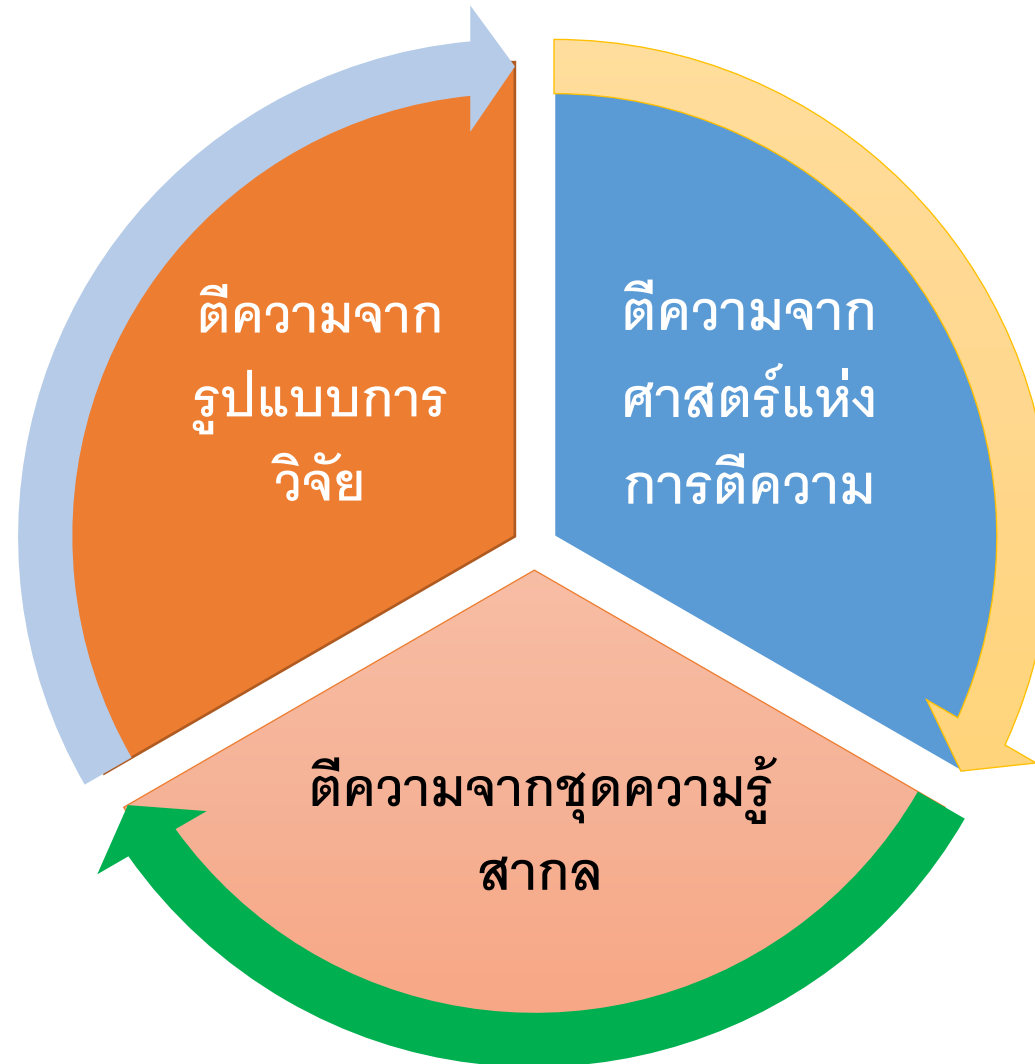 ตีความจาก
รูปแบบการ
วิจัย
ตีความจาก
ศาสตร์แห่ง
การตีความ
ตีความจากชุดความรู้
สากล